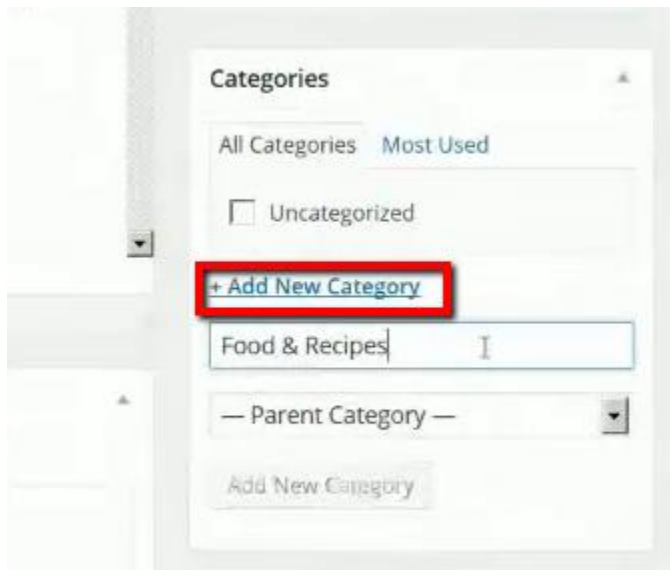 Categories
All Categories Most Used
Uncategorized
+ Add New Category
Food & Recipes
— Parent Category —
Add New Category